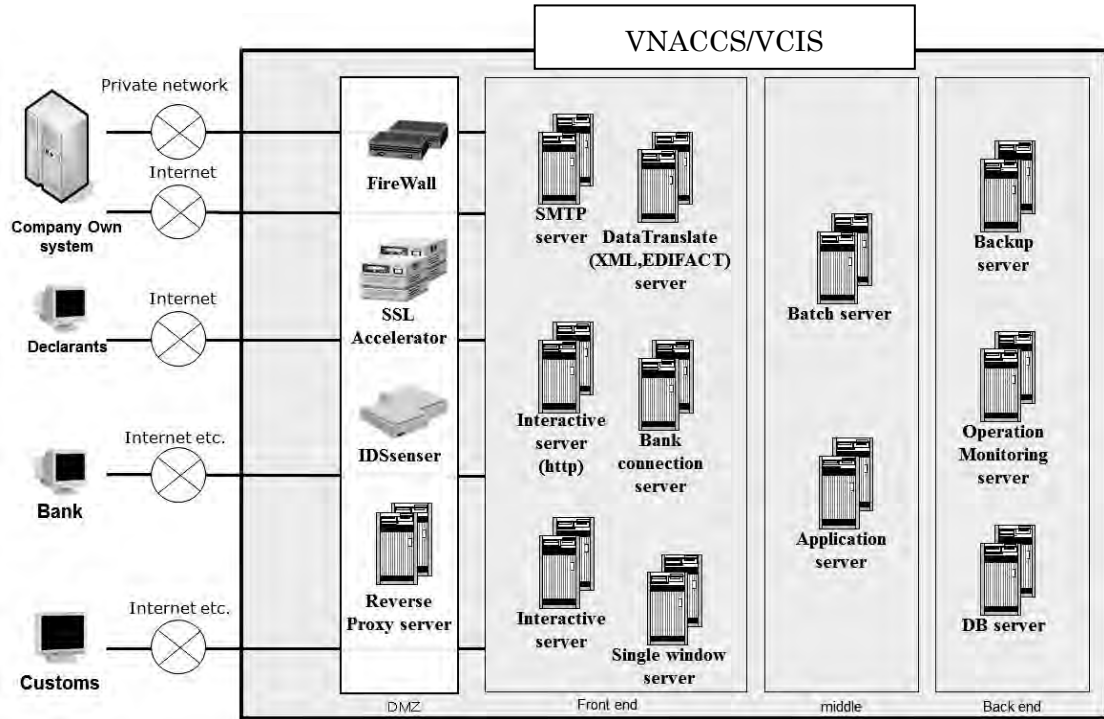 VNACCS/VCIS
Private network
Internet
Company Own
system
Internet
Declarants
Internet etc.
Bank
Internet etc.
Customs
FireWall
SSL
Accelerator
IDSsenser
Reverse
Proxy server
DMZ
SMTP
server
DataTranslate
(XML,EDIFACT)
server
Interactive
server
(http)
Bank
connection
server
Interactive
server
Single window
server
Front end
Batch server
Application
server
middle
Backup
server
Operation
Monitoring
server
DB server
Back end